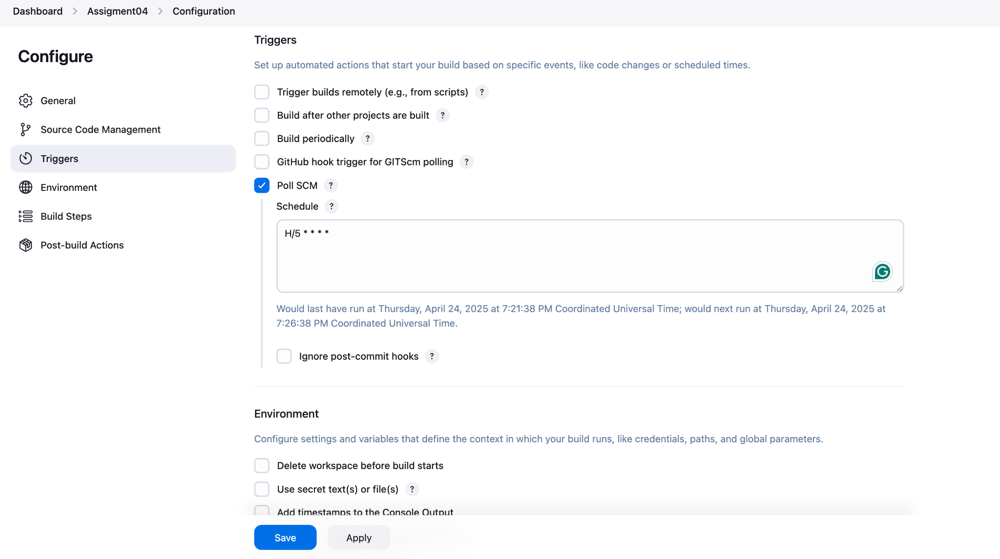 Dashboard > Assigment04 > Configuration
Configure
General
Source Code Management
Triggers
Environment
Build Steps
Post-build Actions
Triggers
Set up automated actions that start your build based on specific events, like code changes or scheduled times.
Trigger builds remotely (e.g., from scripts) ?
Build after other projects are built ?
Build periodically ?
GitHub hook trigger for GITScm polling ?
Poll SCM ?
Schedule ?
H/5 * * * *
Would last have run at Thursday, April 24, 2025 at 7:21:38 PM Coordinated Universal Time; would next run at Thursday, April 24, 2025 at
7:26:38 PM Coordinated Universal Time.
Ignore post-commit hooks ?
Environment
Configure settings and variables that define the context in which your build runs, like credentials, paths, and global parameters.
Delete workspace before build starts
Use secret text(s) or file(s) ?
Add timestamps to the Console Output
Save
Apply